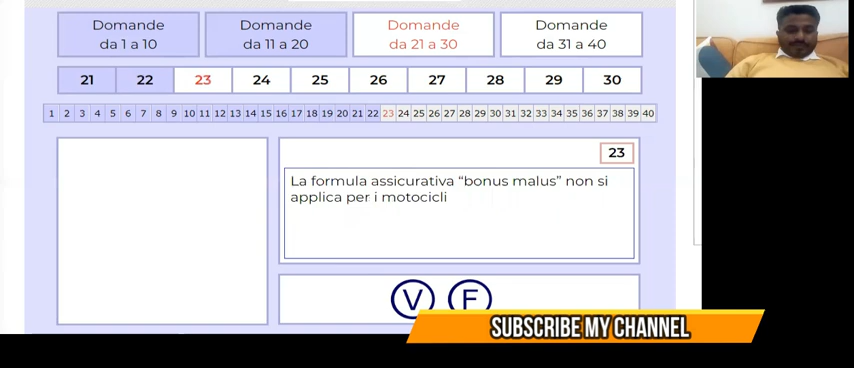 Domande
da 1 a 10
Domande
da 11 a 20
Domande
da 21 a 30
Domande
da 31 a 40
21 22 23 24 25 26 27 28 29 30
1 2 3 4 5 6 7 8 9 10 11 12 13 14 15 16 17 18 19 20 21 22 23 24 25 26 27 28 29 30 31 32 33 34 35 36 37 38 39 40
23
La formula assicurativa “bonus malus” non si
applica per i motocicli
V F
SUBSCRIBE MY CHANNEL